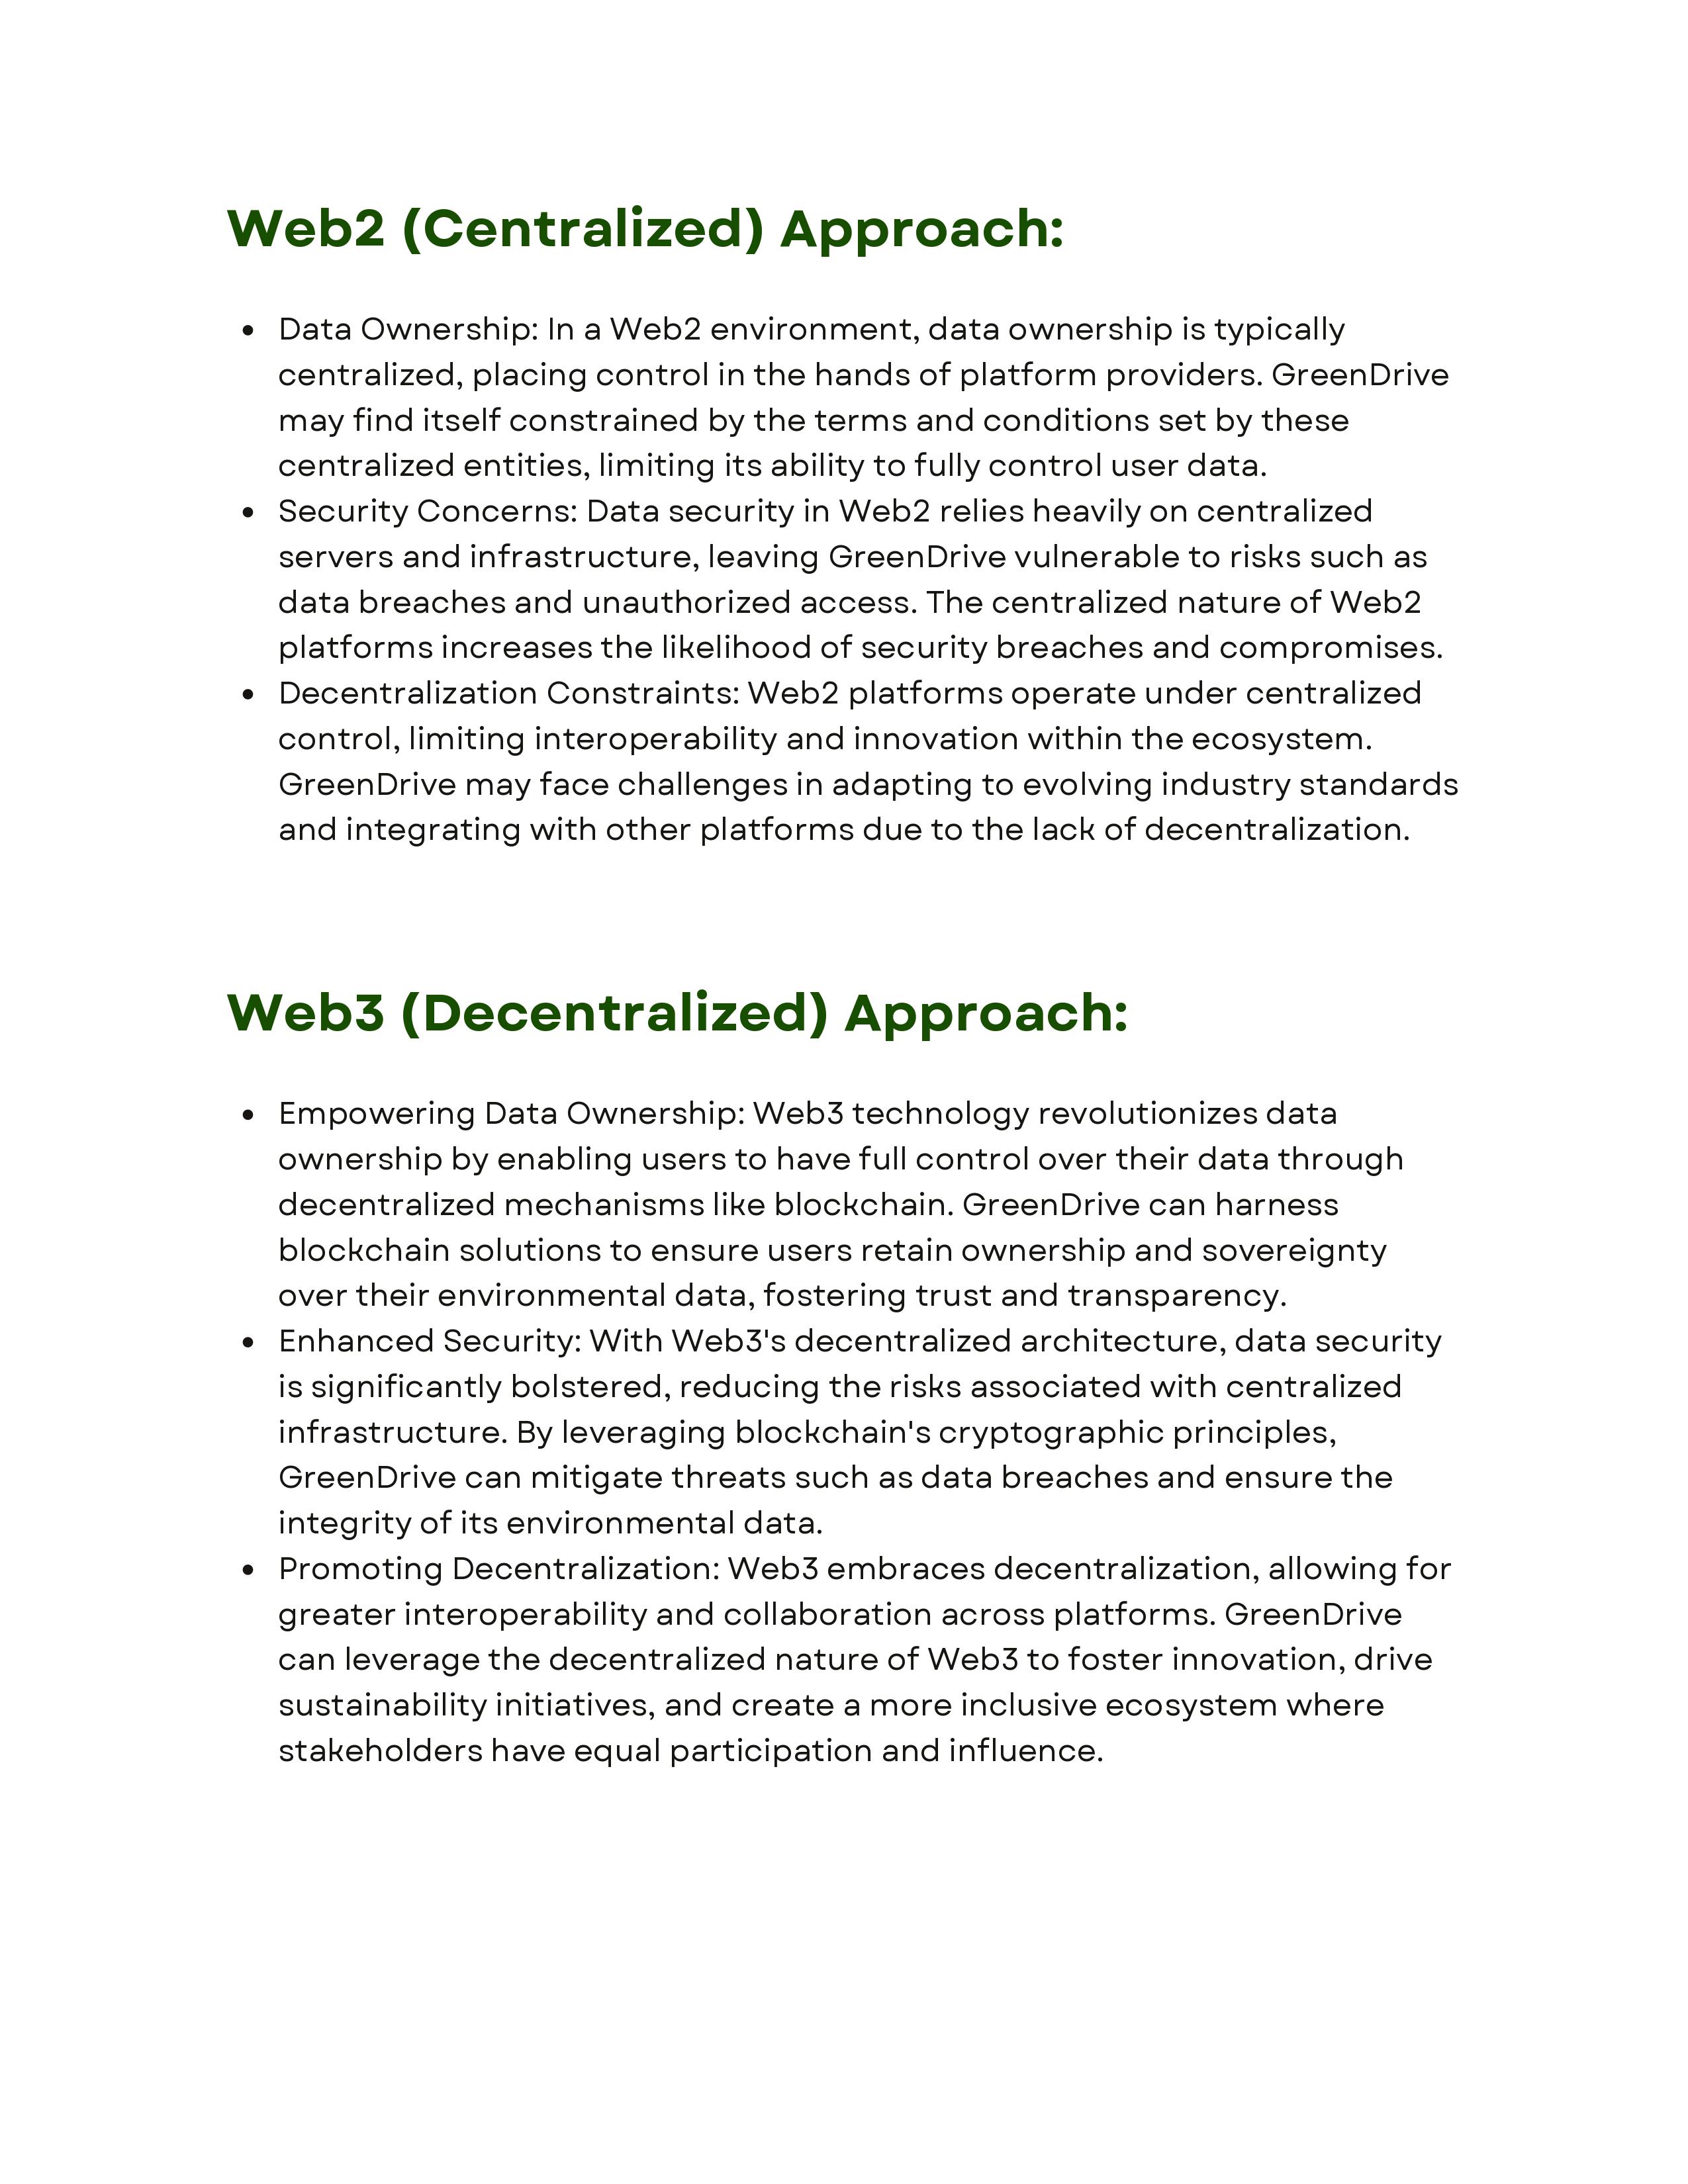 Web2 (Centralized) Approach:
• Data Ownership: In a Web2 environment, data ownership is typically
centralized, placing control in the hands of platform providers. GreenDrive
may find itself constrained by the terms and conditions set by these
centralized entities, limiting its ability to fully control user data.
• Security Concerns: Data security in Web2 relies heavily on centralized
servers and infrastructure, leaving GreenDrive vulnerable to risks such as
data breaches and unauthorized access. The centralized nature of Web2
platforms increases the likelihood of security breaches and compromises.
• Decentralization Constraints: Web2 platforms operate under centralized
control, limiting interoperability and innovation within the ecosystem.
GreenDrive may face challenges in adapting to evolving industry standards
and integrating with other platforms due to the lack of decentralization.
Web3 (Decentralized) Approach:
• Empowering Data Ownership: Web3 technology revolutionizes data
ownership by enabling users to have full control over their data through
decentralized mechanisms like blockchain. GreenDrive can harness
blockchain solutions to ensure users retain ownership and sovereignty
over their environmental data, fostering trust and transparency.
• Enhanced Security: With Web3's decentralized architecture, data security
is significantly bolstered, reducing the risks associated with centralized
infrastructure. By leveraging blockchain's cryptographic principles,
GreenDrive can mitigate threats such as data breaches and ensure the
integrity of its environmental data.
• Promoting Decentralization: Web3 embraces decentralization, allowing for
greater interoperability and collaboration across platforms. GreenDrive
can leverage the decentralized nature of Web3 to foster innovation, drive
sustainability initiatives, and create a more inclusive ecosystem where
stakeholders have equal participation and influence.